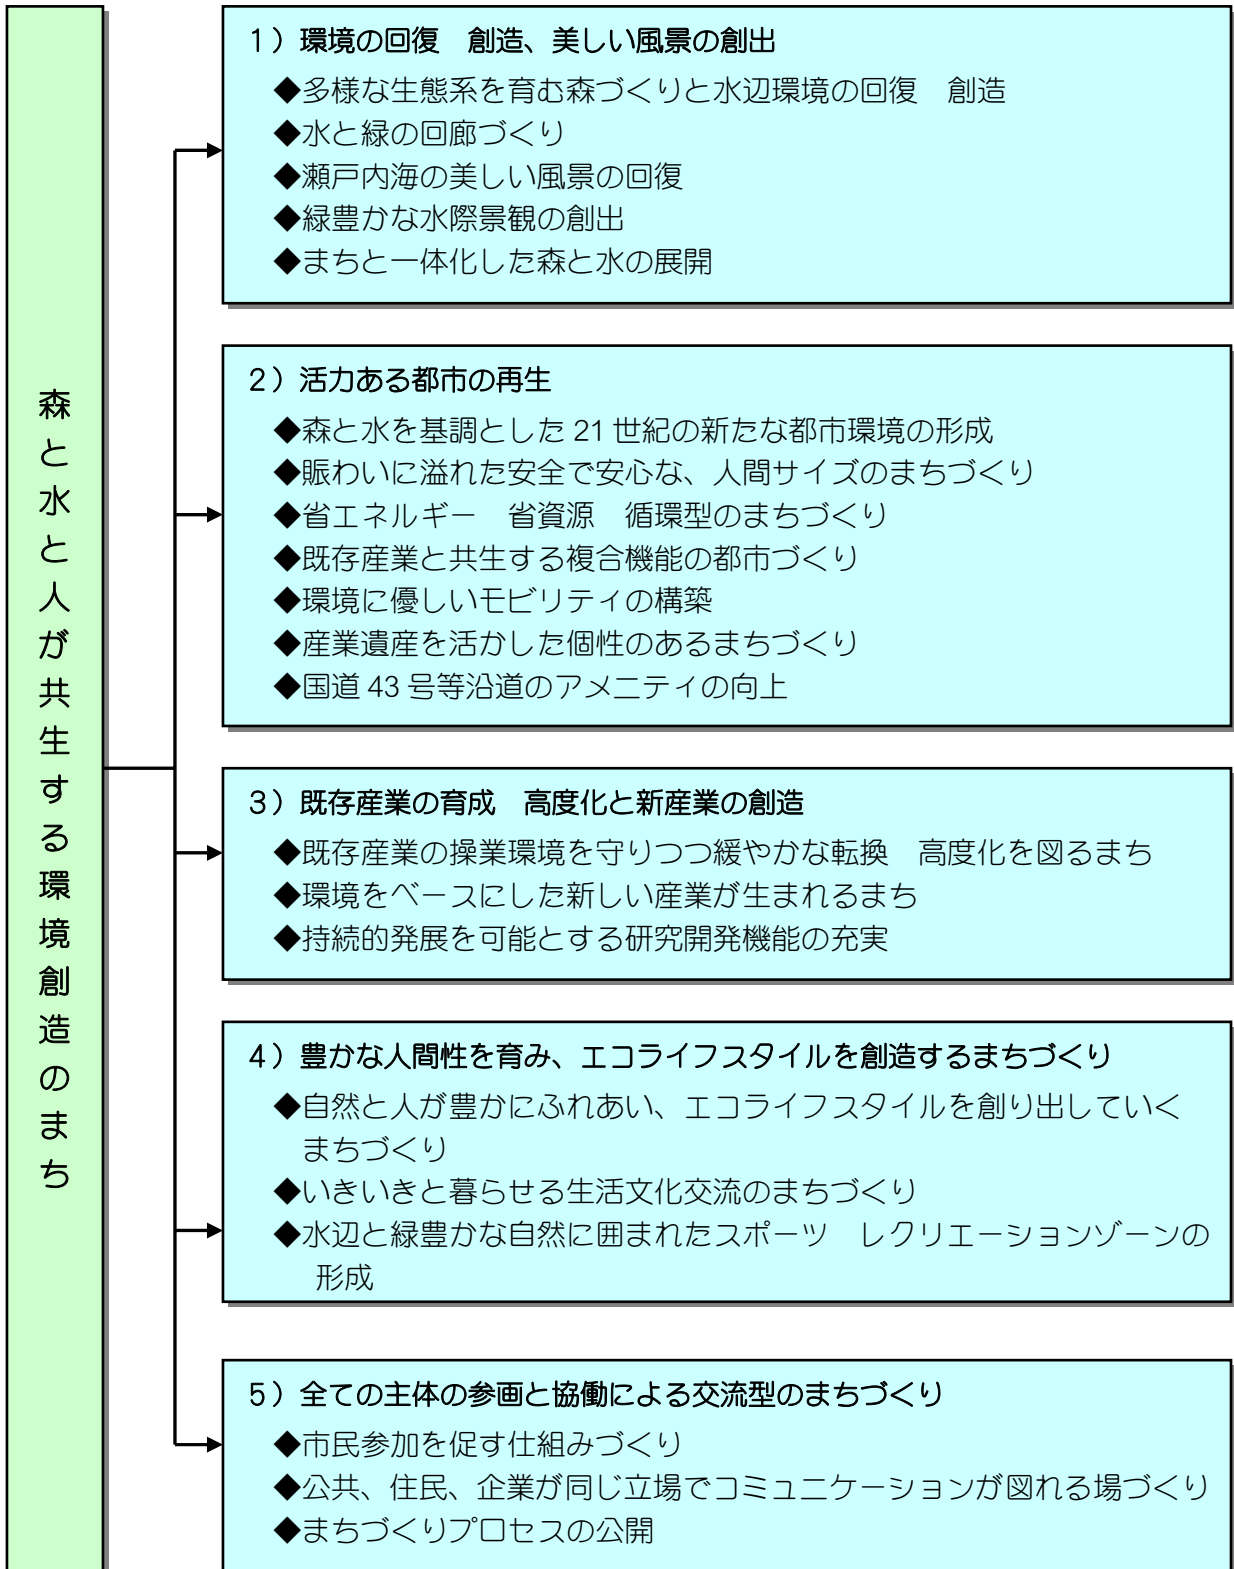 森と水と人が共生する環境創造のまち
1）環境の回復　創造、美しい風景の創出
◆多様な生態系を育む森づくりと水辺環境の回復　創造
◆水と緑の回廊づくり
◆瀬戸内海の美しい風景の回復
◆緑豊かな水際景観の創出
◆まちと一体化した森と水の展開
2）活力ある都市の再生
◆森と水を基調とした 21 世紀の新たな都市環境の形成
◆賑わいに溢れた安全で安心な、人間サイズのまちづくり
◆省エネルギー　省資源　循環型のまちづくり
◆既存産業と共生する複合機能の都市づくり
◆環境に優しいモビリティの構築
◆産業遺産を活かした個性のあるまちづくり
◆国道 43 号等沿道のアメニティの向上
3）既存産業の育成　高度化と新産業の創造
◆既存産業の操業環境を守りつつ緩やかな転換　高度化を図るまち
◆環境をベースにした新しい産業が生まれるまち
◆持続的発展を可能とする研究開発機能の充実
4）豊かな人間性を育み、エコライフスタイルを創造するまちづくり
◆自然と人が豊かにふれあい、エコライフスタイルを創り出していく
まちづくり
◆いきいきと暮らせる生活文化交流のまちづくり
◆水辺と緑豊かな自然に囲まれたスポーツ　レクリエーションゾーンの
形成
5）全ての主体の参画と協働による交流型のまちづくり
◆市民参加を促す仕組みづくり
◆公共、住民、企業が同じ立場でコミュニケーションが図れる場づくり
◆まちづくりプロセスの公開